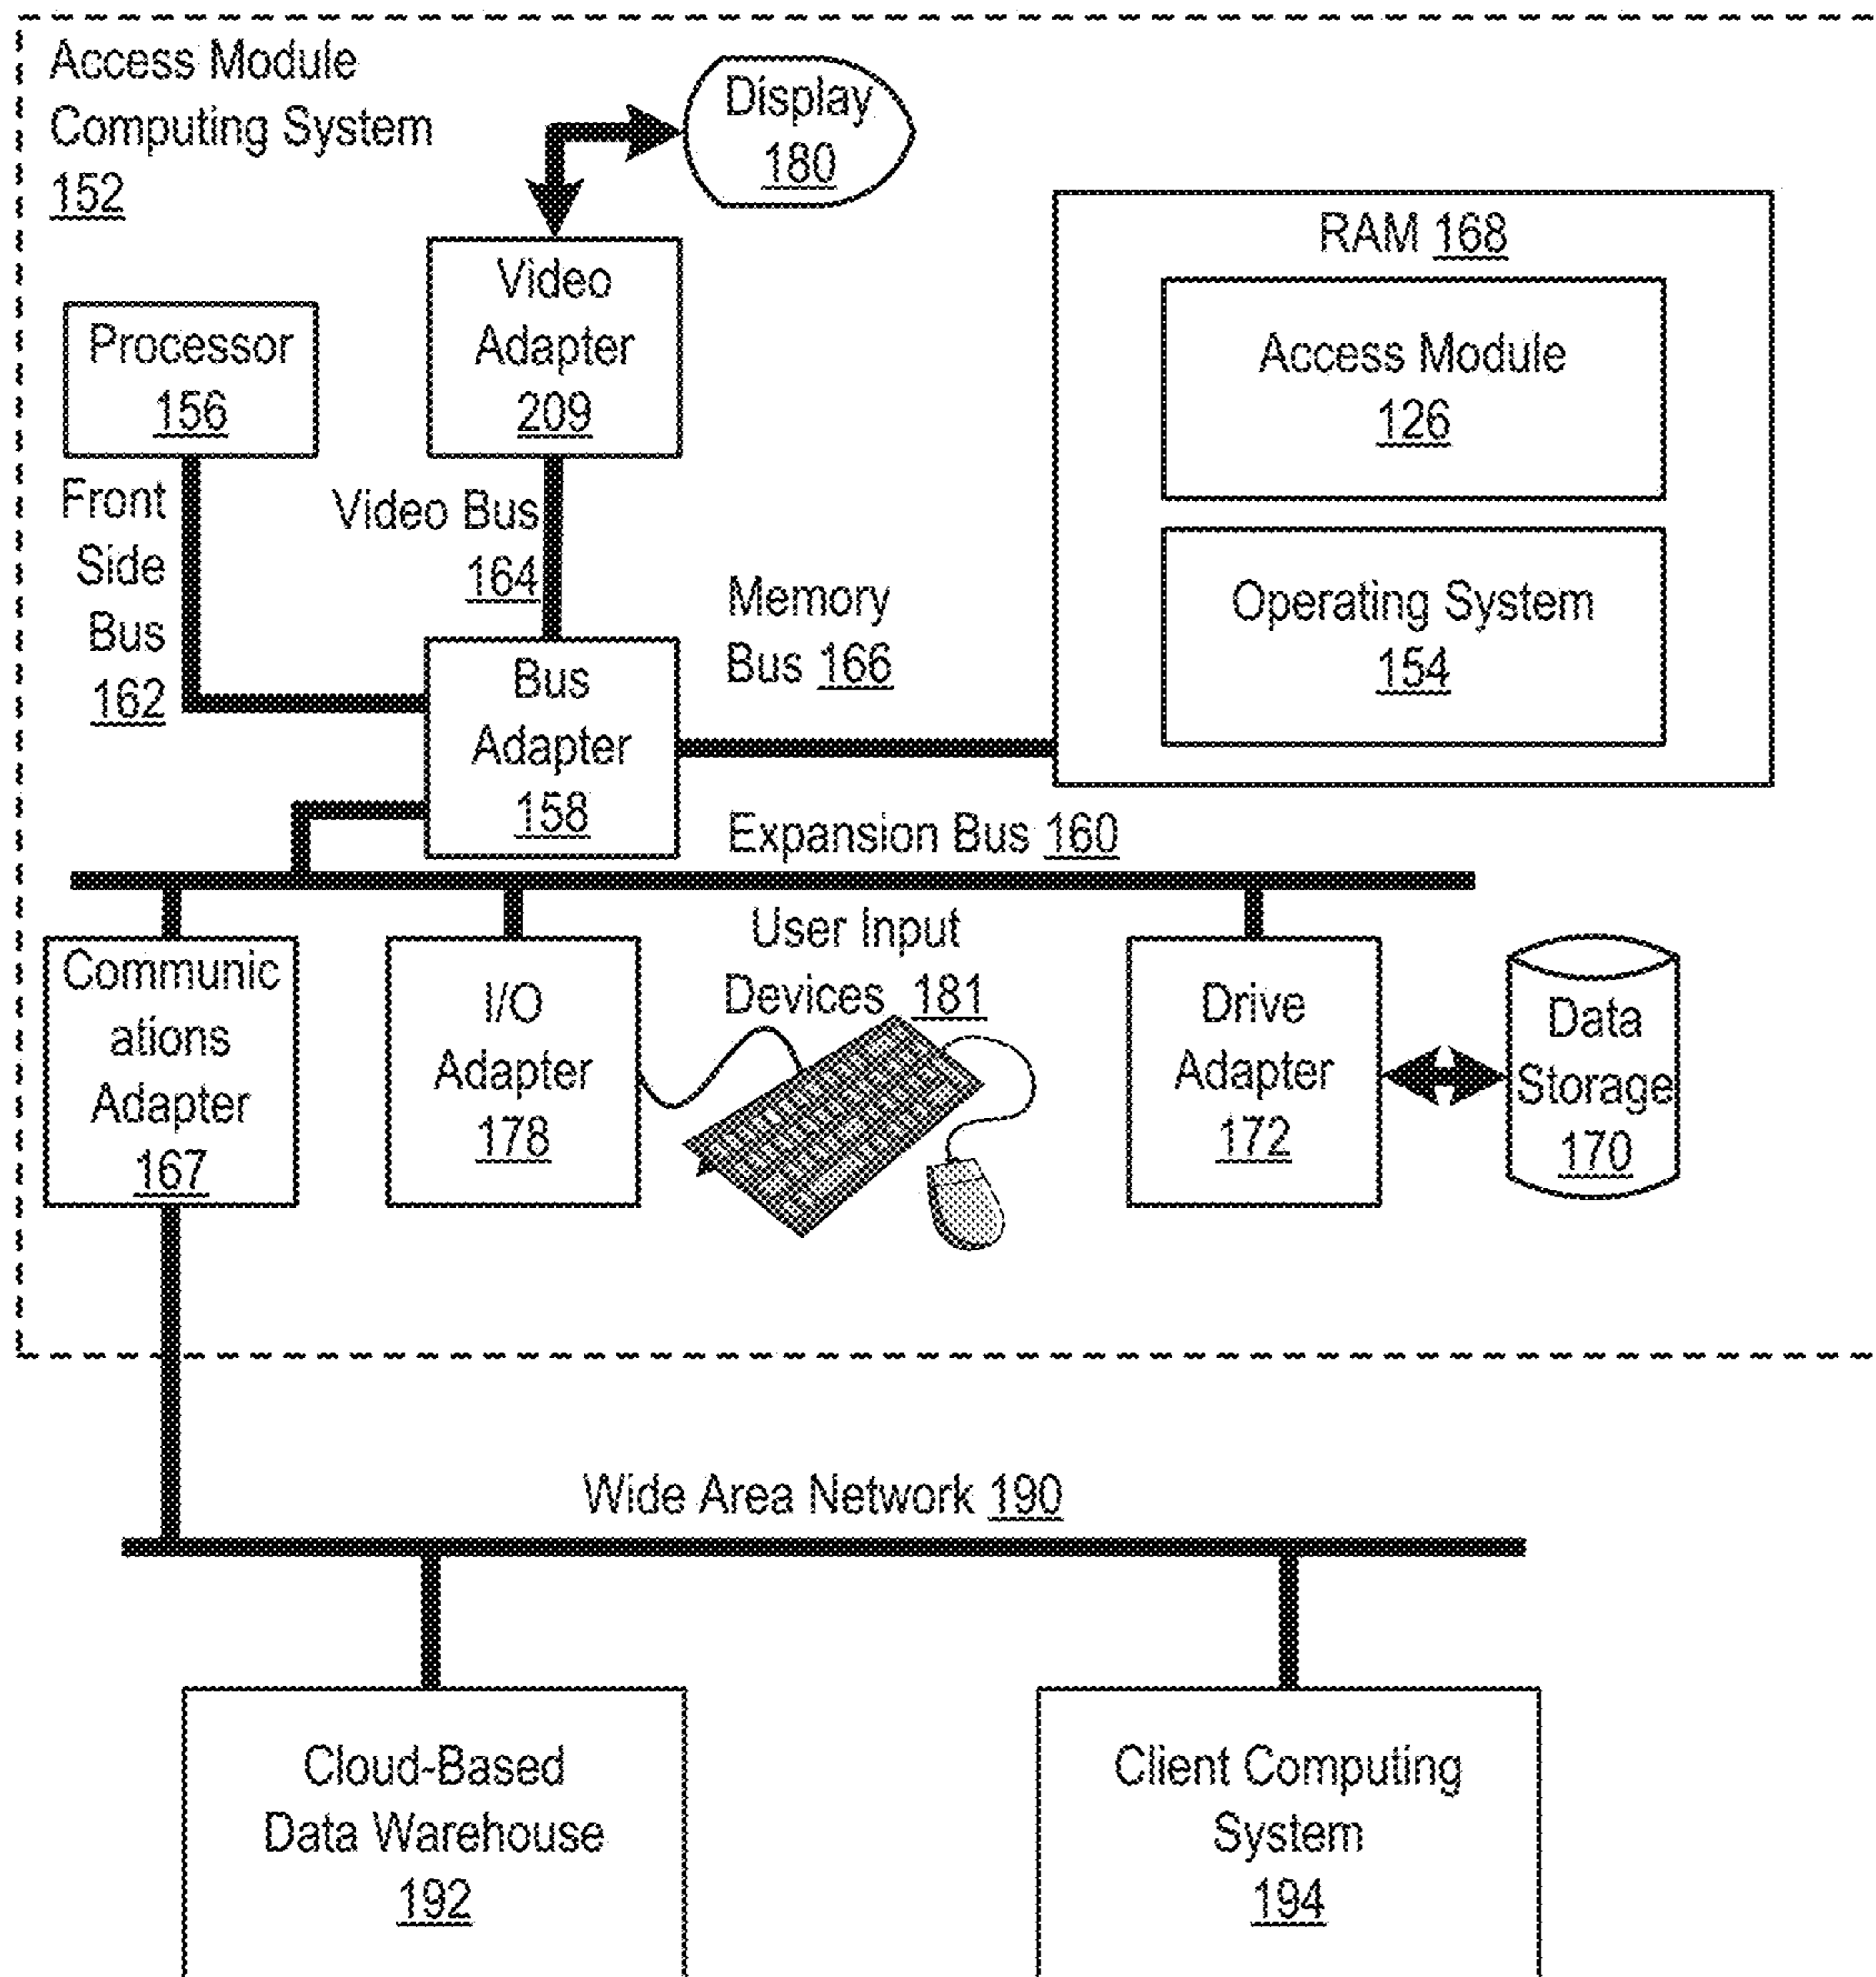 Access Module
Computing System
152
Display
180
Video
Adapter
209
Processor
156
RAM 168
Access Module
126
Operating System
154
Front
Side
Bus
162
Video Bus
164
Memory
Bus 166
Bus
Adapter
158
Expansion Bus 160
Communic
ations
Adapter
167
I/O
Adapter
178
User Input
Devices 181
Drive
Adapter
172
Data
Storage
170
Wide Area Network 190
Cloud-Based
Data Warehouse
192
Client Computing
System
194